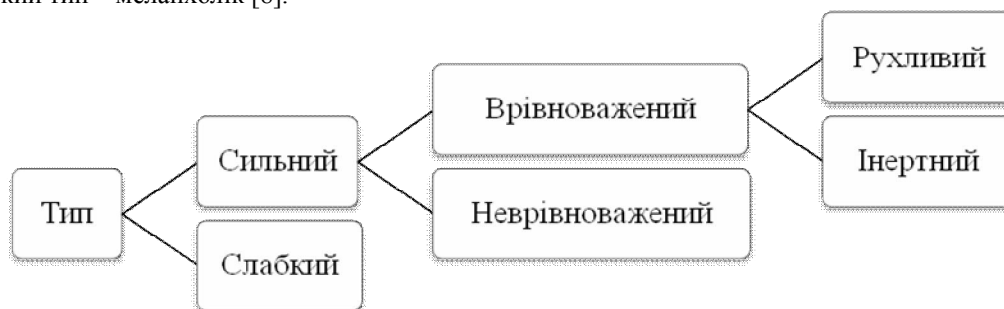 тип – меланхолік [6].
Рухливий
Врівноважений
Сильний
Інертний
Тип
Неврівноважений
Слабкий